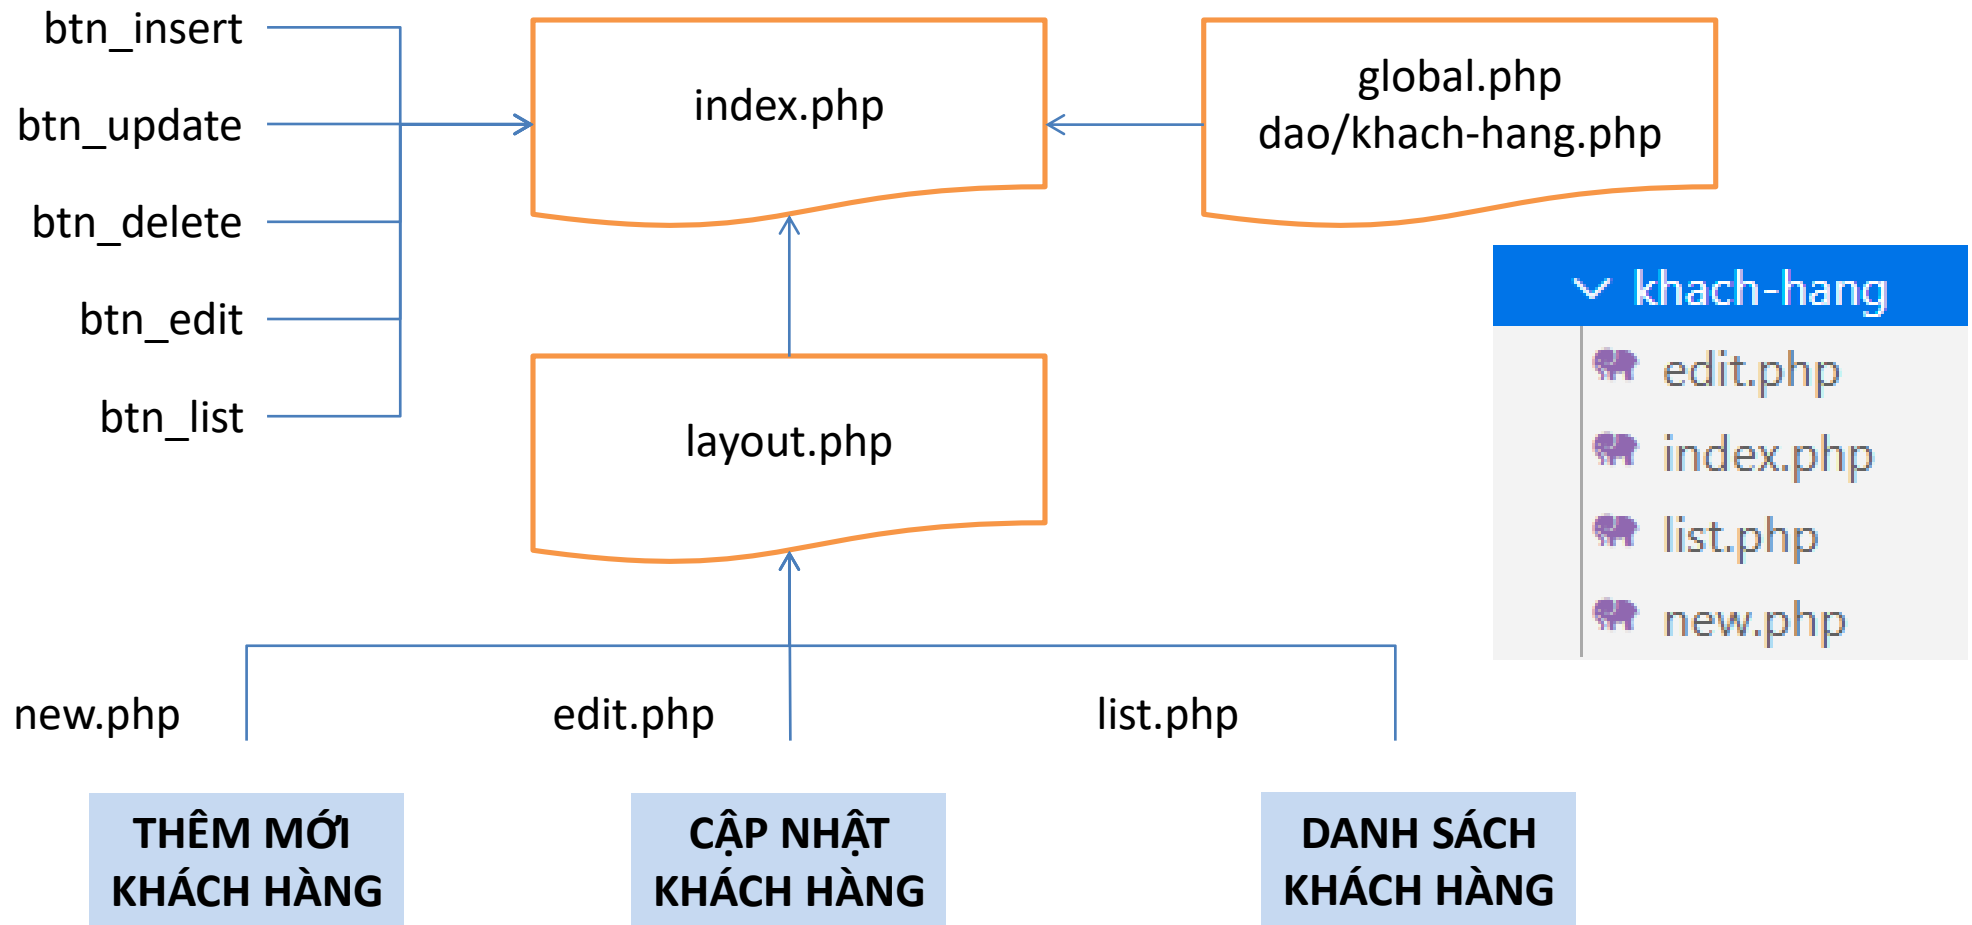 btn_insert
btn_update
btn_delete
btn_edit
btn_list
index.php
global.php
dao/khach-hang.php
layout.php
khach-hang
edit.php
index.php
list.php
new.php
new.php
edit.php
list.php
THÊM MỚI
KHÁCH HÀNG
CẬP NHẬT
KHÁCH HÀNG
DANH SÁCH
KHÁCH HÀNG